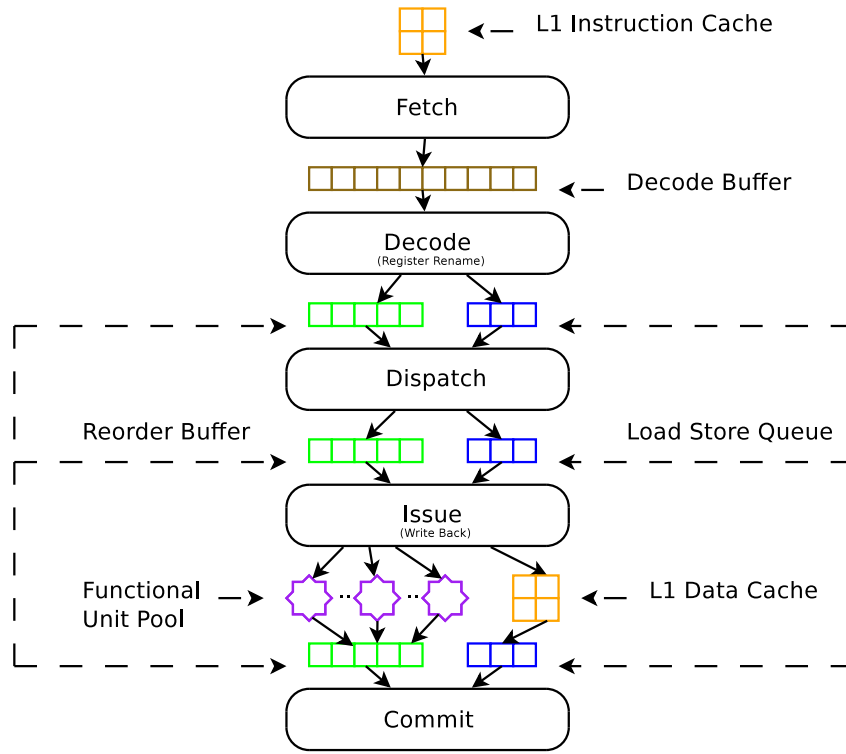 L1 Instruction Cache
Fetch
Decode Buffer
Decode
(Register Rename)
Dispatch
Reorder Buffer
Load Store Queue
Issue
(Write Back)
Functional
Unit Pool
L1 Data Cache
Commit